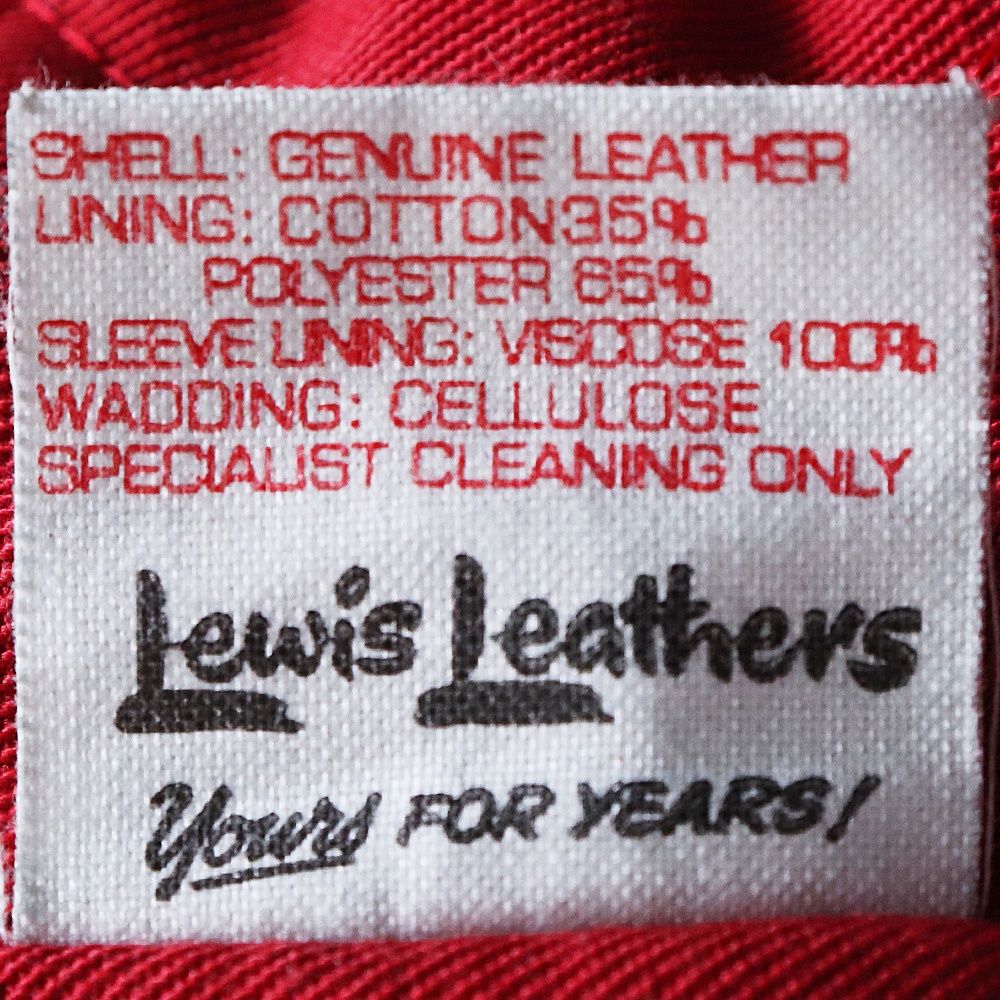 SHELL: GENUINE LEATHER
LINING: COTTON35%
POLYESTER 65%
SLEEVE LINING: VISCOSE 100%
WADDING: CELLULOSE
SPECIALIST CLEANING ONLY
Lewis Leathers
Yours FOR YEARS!